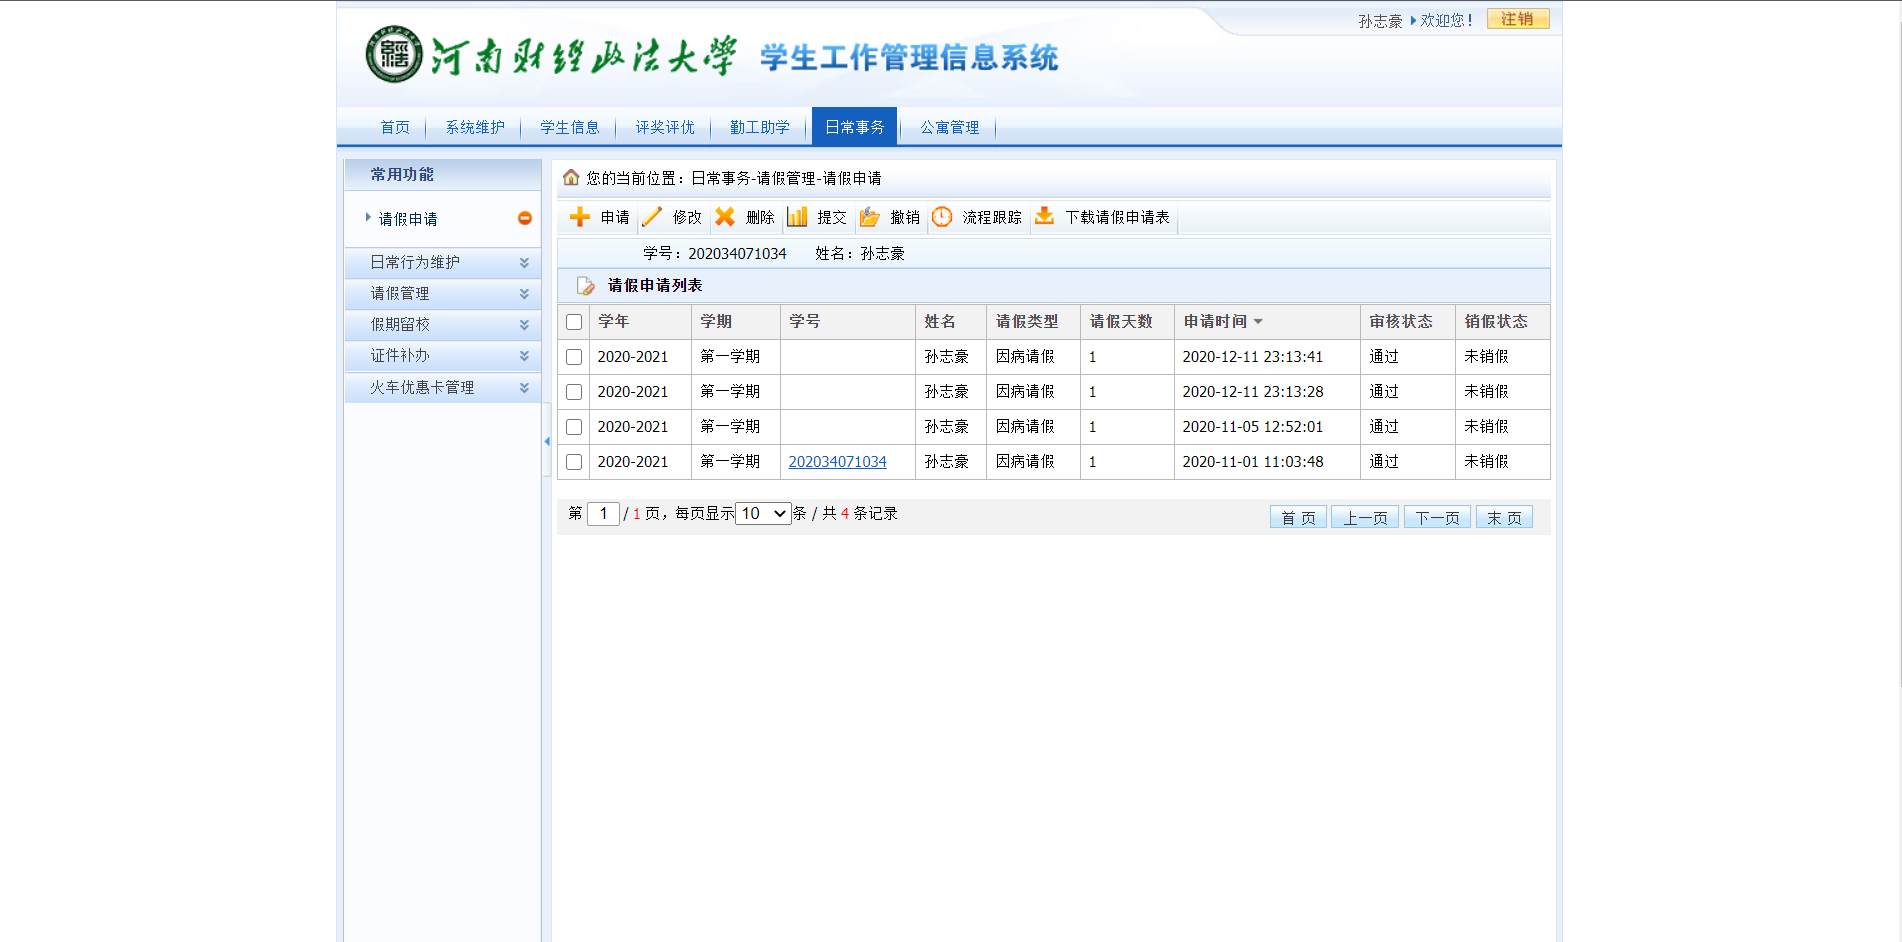 孙志豪 欢迎您！ 注销
河南财经政法大学 学生工作管理信息系统
首页 系统维护 学生信息 评奖评优 勤工助学 日常事务 公寓管理
常用功能
请假申请
日常行为维护
请假管理
假期留校
证件补办
火车优惠卡管理
您的当前位置：日常事务-请假管理-请假申请
申请 修改 删除 提交 撤销 流程跟踪 下载请假申请表
学号：202034071034 姓名：孙志豪
请假申请列表
学年 学期 学号 姓名 请假类型 请假天数 申请时间 审核状态 销假状态
2020-2021 第一学期 孙志豪 因病请假 1 2020-12-11 23:13:41 通过 未销假
2020-2021 第一学期 孙志豪 因病请假 1 2020-12-11 23:13:28 通过 未销假
2020-2021 第一学期 孙志豪 因病请假 1 2020-11-05 12:52:01 通过 未销假
2020-2021 第一学期 202034071034 孙志豪 因病请假 1 2020-11-01 11:03:48 通过 未销假
第 1 / 1 页，每页显示 10 条 / 共 4 条记录 首 页 上一页 下一页 末 页